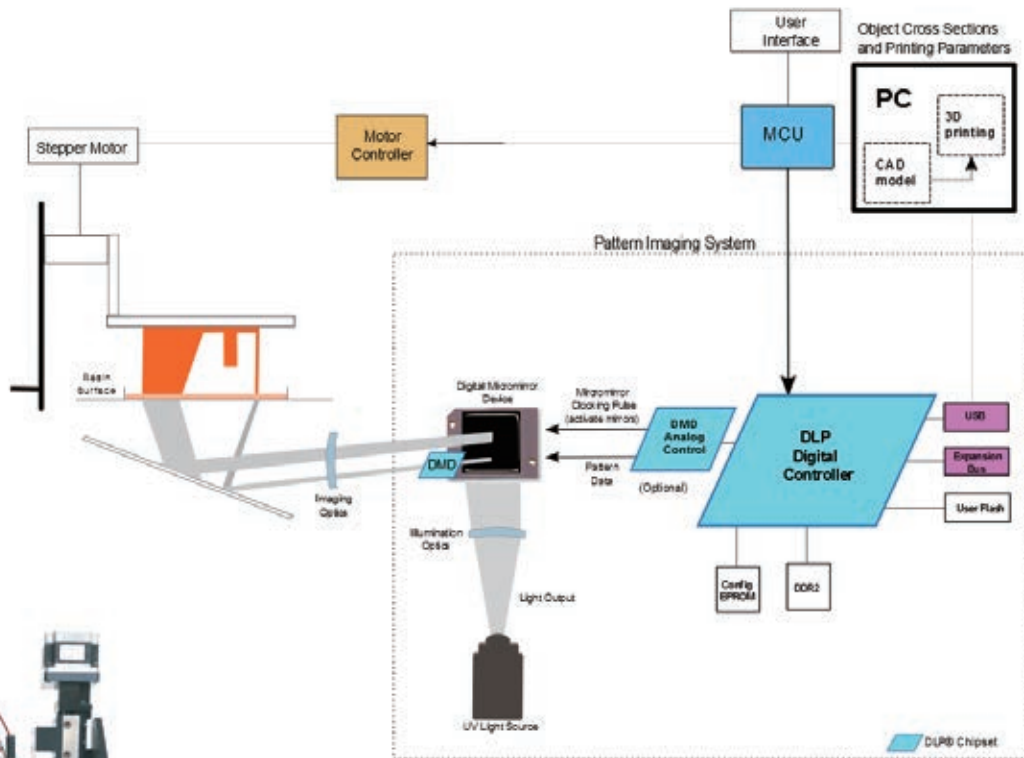 User
Interface
Object Cross Sections
and Printing Parameters
PC
3D
printing
CAD
model
MCU
Motor
Controller
Stepper Motor
Pattern Imaging System
Resin
Surface
Digital Micromirror
Device
Micromirror
Clocking Pulse
(activate mirrors)
DMD
Analog
Control
DLP
Digital
Controller
USB
Expansion
Bus
User Flash
DMD
Pattern
Data
(Optional)
Imaging
Optics
Illumination
Optics
Config
EPROM
DDR2
Light Output
UV Light Source
DLP® Chipset